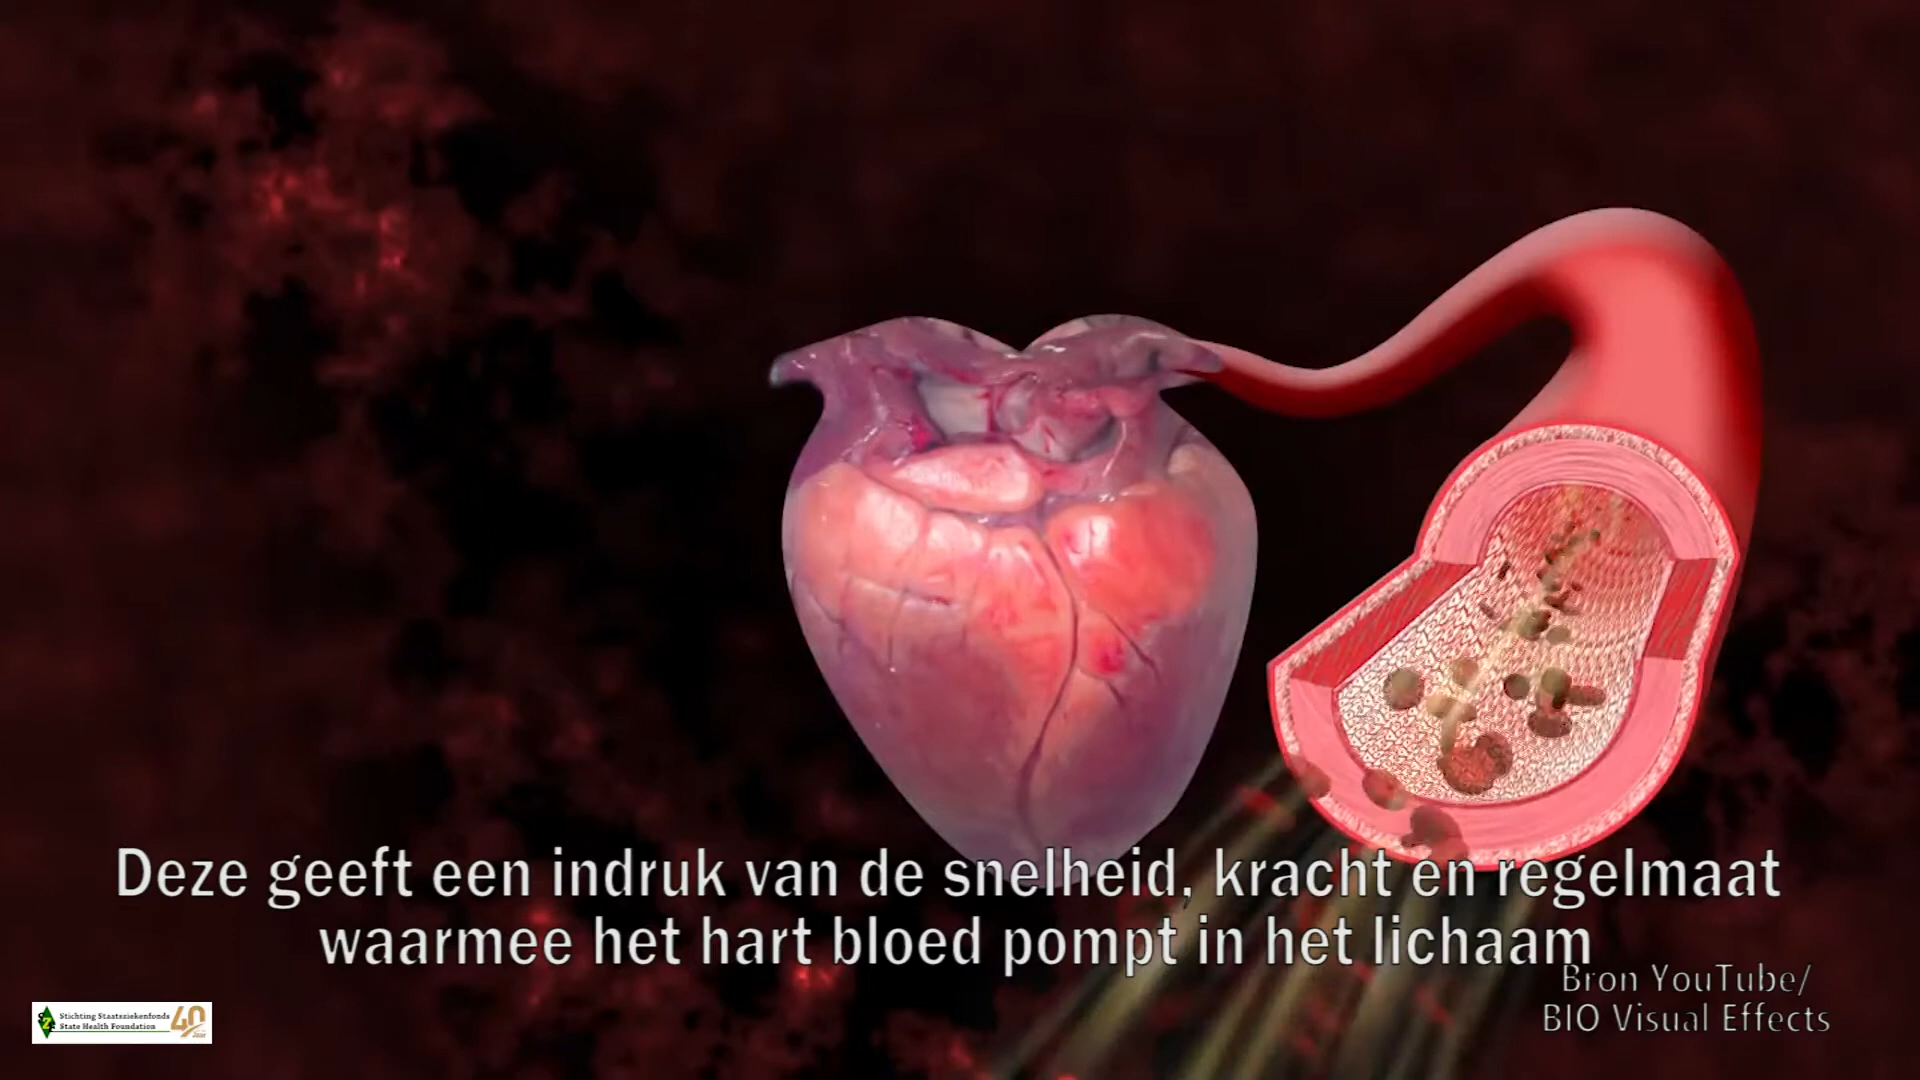 Deze geeft een indruk van de snelheid, kracht en regelmaat
waarmee het hart bloed pompt in het lichaam
Bron YouTube/
BIO Visual Effects
Stichting Staatsziekenfonds
State Health Foundation
40